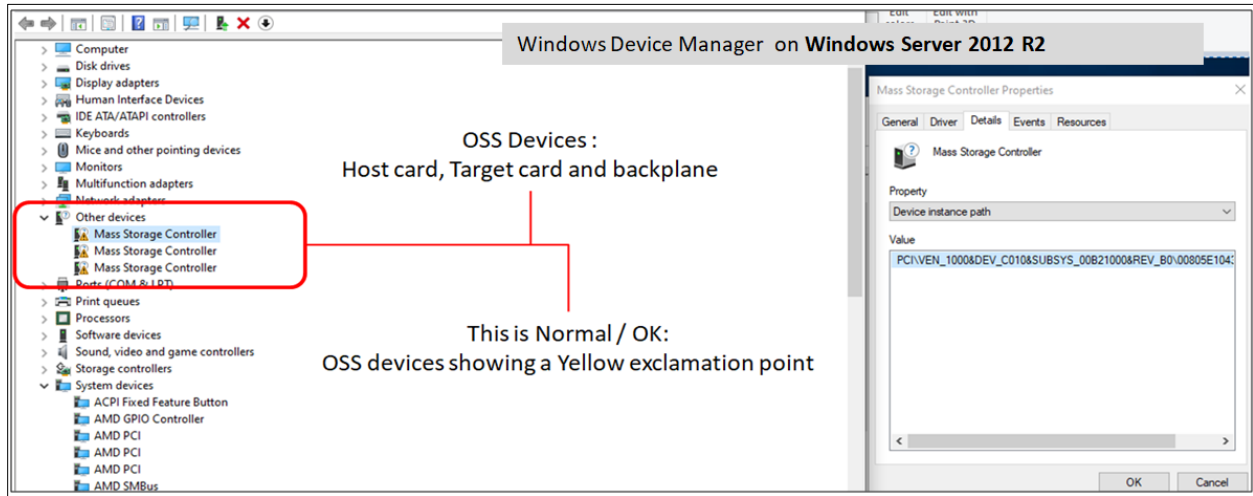 Edit Edit with
Windows Device Manager on Windows Server 2012 R2
Computer
Disk drives
Display adapters
Human Interface Devices
IDE ATA/ATAPI controllers
Keyboards
Mice and other pointing devices
Monitors
Multifunction adapters
Network adapters
Other devices
Mass Storage Controller
Mass Storage Controller
Mass Storage Controller
Ports (COM & LPT)
Print queues
Processors
Software devices
Sound, video and game controllers
Storage controllers
System devices
ACPI Fixed Feature Button
AMD GPIO Controller
AMD PCI
AMD PCI
AMD PCI
AMD SMBus
OSS Devices :
Host card, Target card and backplane
This is Normal / OK:
OSS devices showing a Yellow exclamation point
Mass Storage Controller Properties
General Driver Details Events Resources
Mass Storage Controller
Property
Device instance path
Value
PCI\VEN_1000&DEV_C010&SUBSYS_00B21000&REV_B0\00805E104
OK Cancel